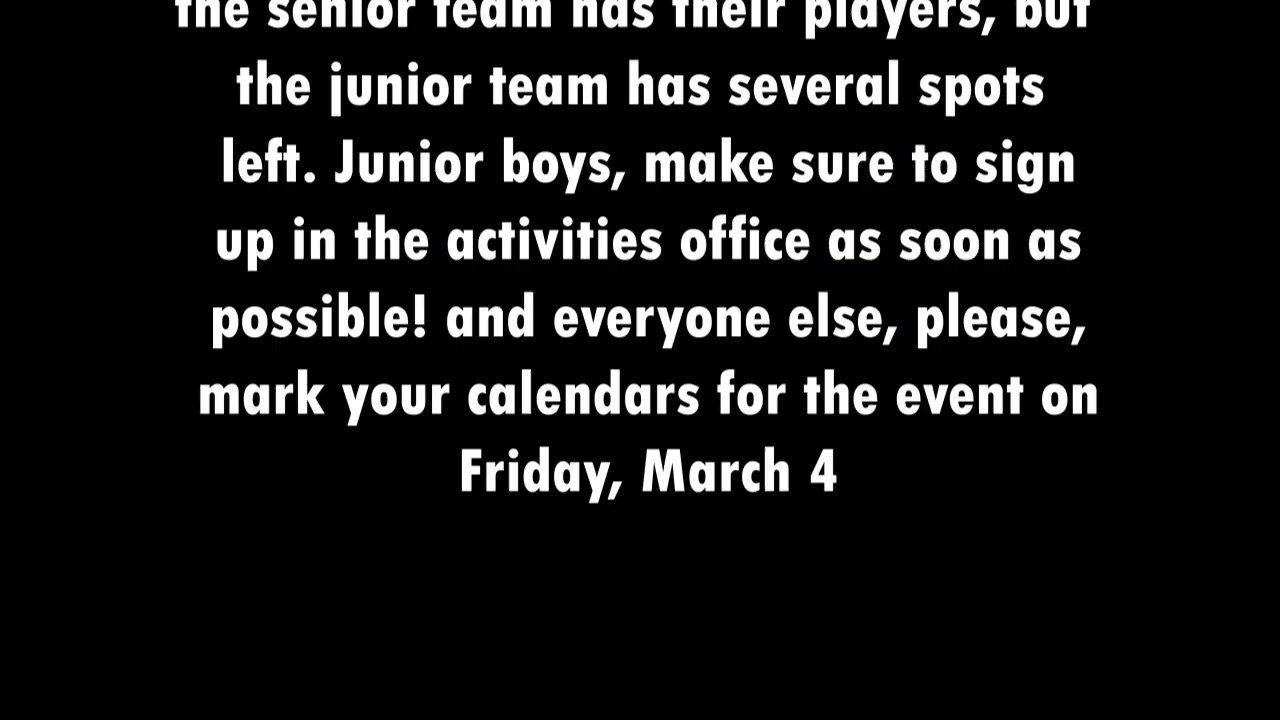 the senior team has their players, but
the junior team has several spots
left. Junior boys, make sure to sign
up in the activities office as soon as
possible! and everyone else, please,
mark your calendars for the event on
Friday, March 4